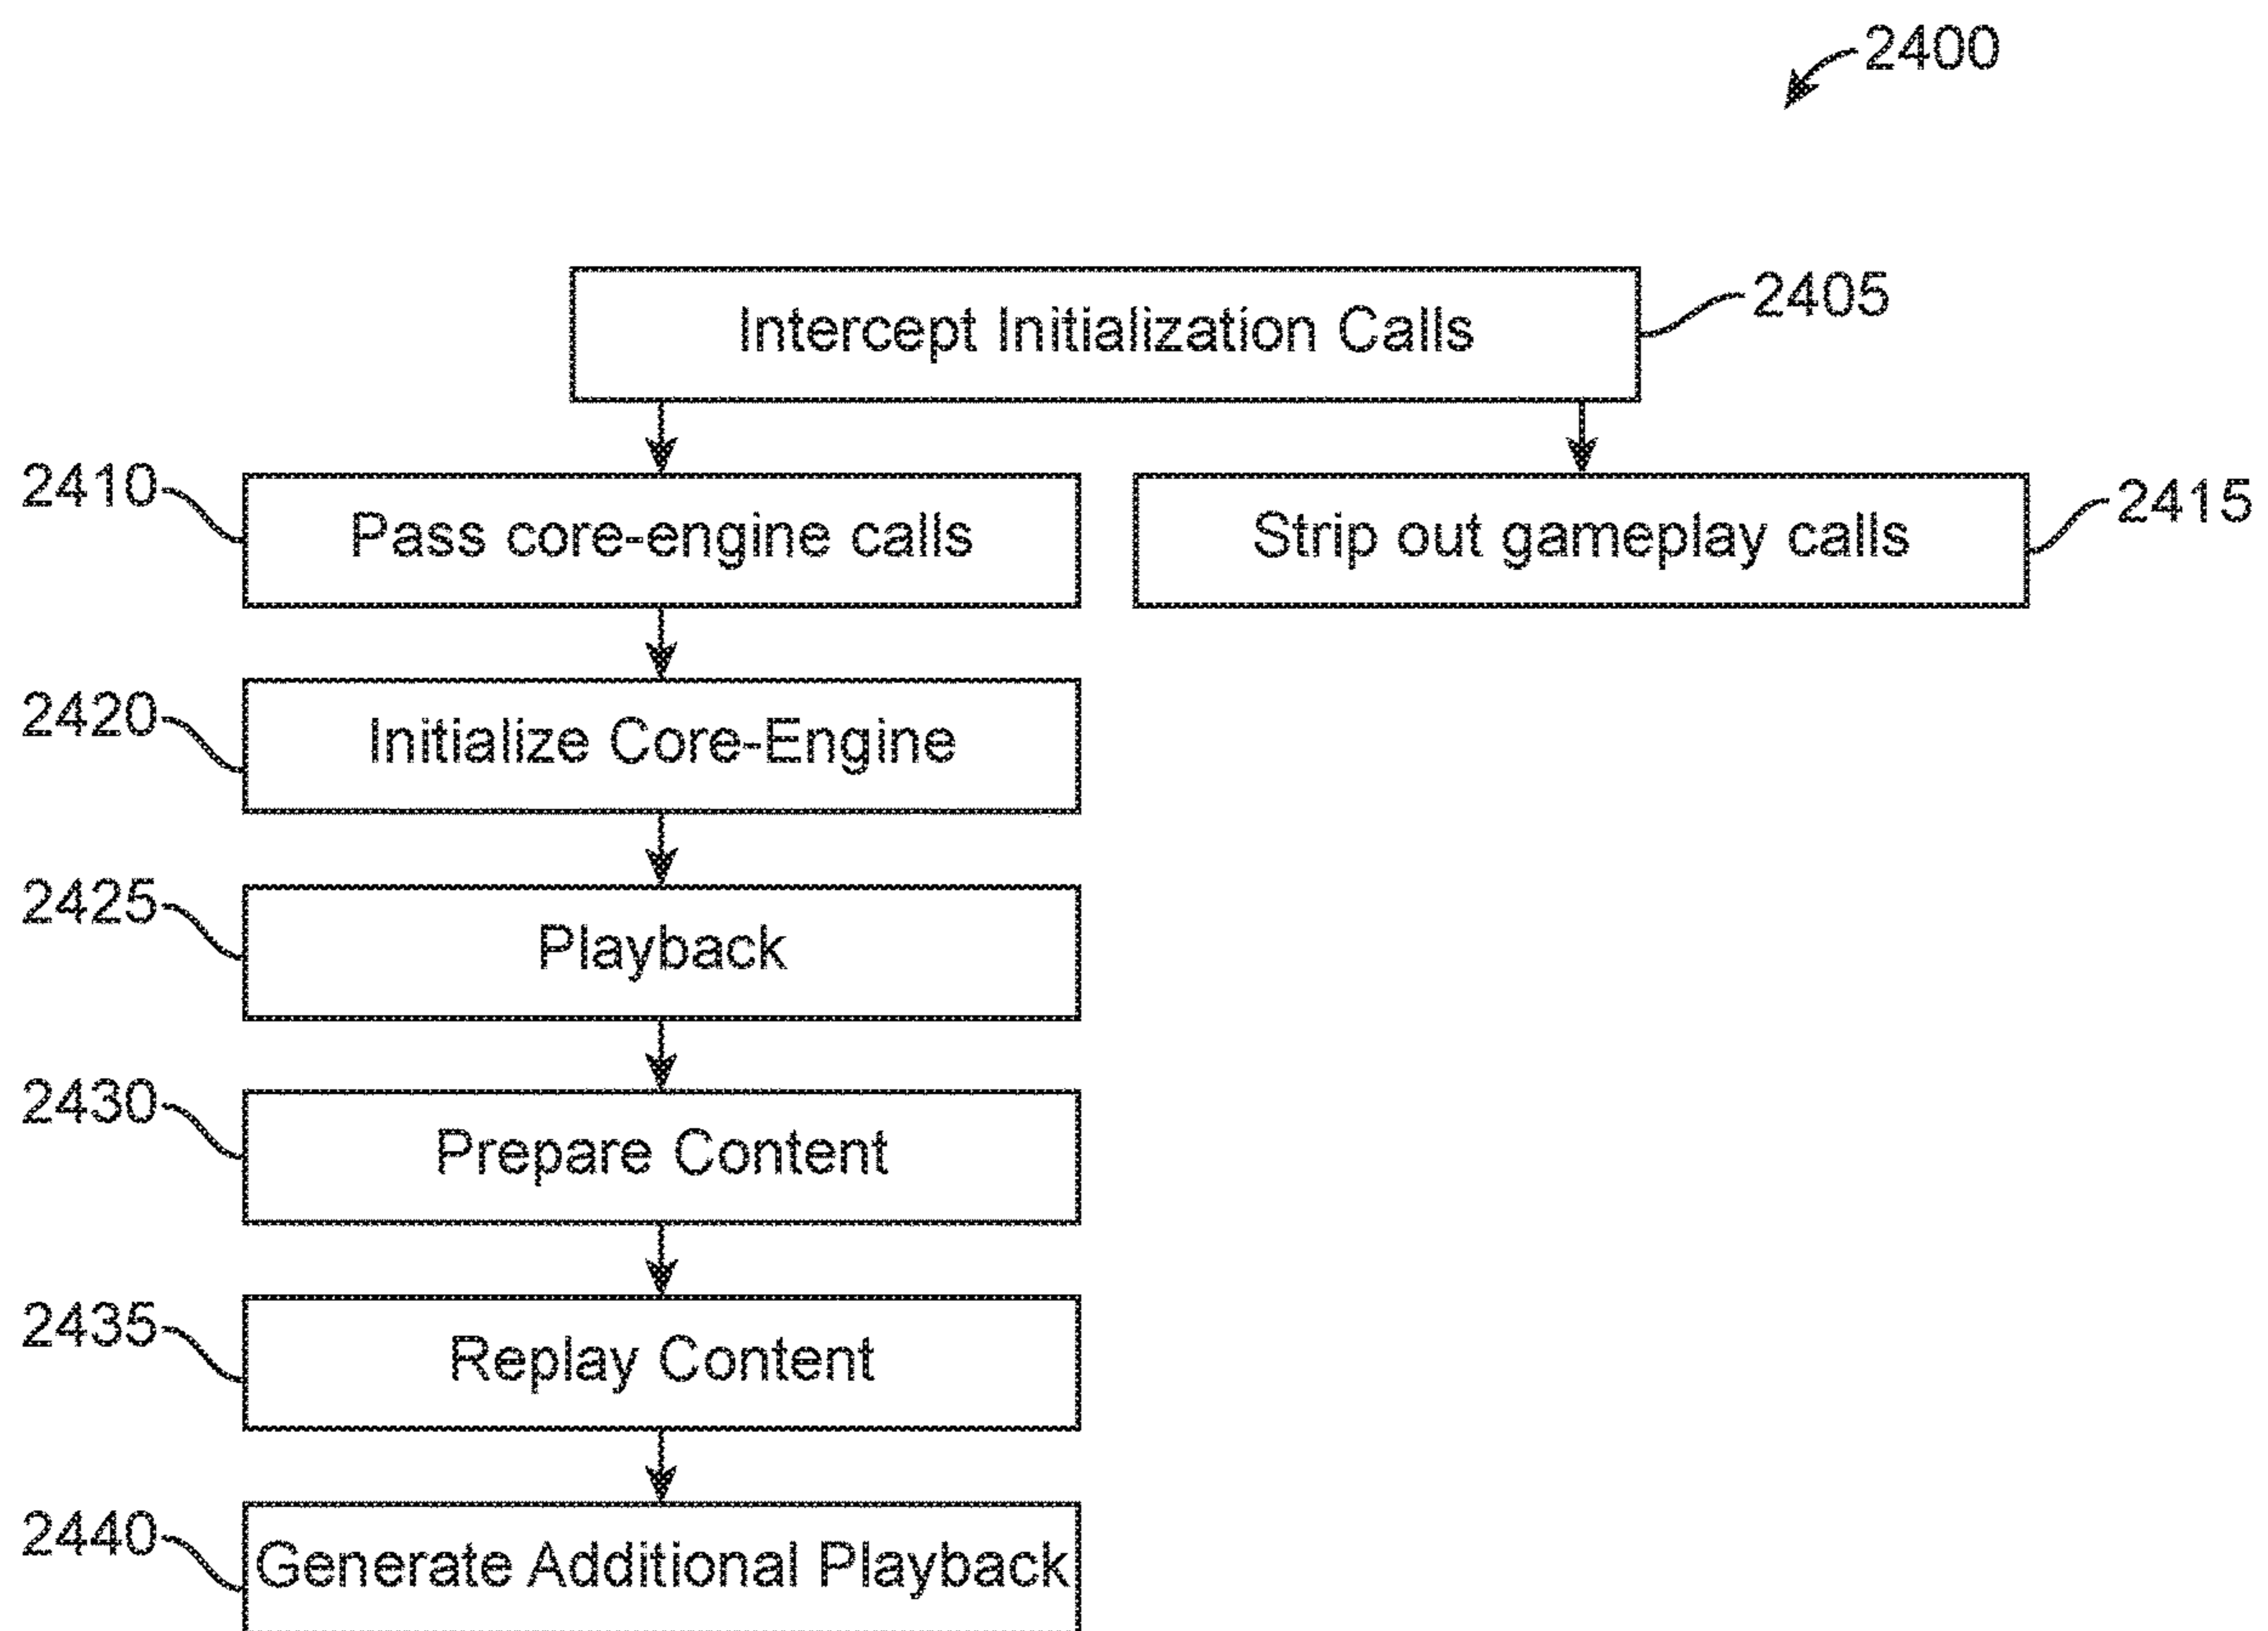 2400
Intercept Initialization Calls
2405
2410
Pass core-engine calls
Strip out gameplay calls
2415
2420
Initialize Core-Engine
2425
Playback
2430
Prepare Content
2435
Replay Content
2440
Generate Additional Playback